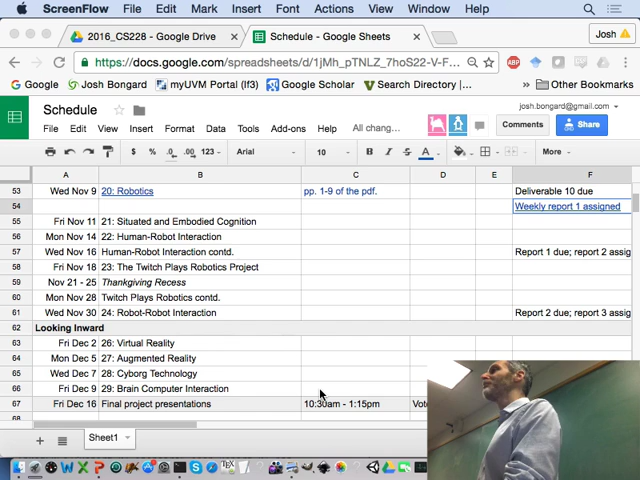 ScreenFlow File Edit Mark Insert Font Actions View Window Help
2016_CS228 - Google Drive Schedule - Google Sheets Josh
https://docs.google.com/spreadsheets/d/1jMh_pTNLZ_7hoS22-V-F...
Google Josh Bongard myUVM Portal (lf3) Google Scholar Search Directory |... Other Bookmarks
josh.bongard@gmail.com
Schedule
File Edit View Insert Format Data Tools Add-ons Help All chang... Comments Share
$ % .0 .00 123 Arial 10 B I S A More
A B C D E F
53 Wed Nov 9 20: Robotics pp. 1-9 of the pdf. Deliverable 10 due
54 Weekly report 1 assigned
55 Fri Nov 11 21: Situated and Embodied Cognition
56 Mon Nov 14 22: Human-Robot Interaction
57 Wed Nov 16 Human-Robot Interaction contd. Report 1 due; report 2 assig
58 Fri Nov 18 23: The Twitch Plays Robotics Project
59 Nov 21 - 25 Thankgiving Recess
60 Mon Nov 28 Twitch Plays Robotics contd.
61 Wed Nov 30 24: Robot-Robot Interaction Report 2 due; report 3 assig
62 Looking Inward
63 Fri Dec 2 26: Virtual Reality
64 Mon Dec 5 27: Augmented Reality
65 Wed Dec 7 28: Cyborg Technology
66 Fri Dec 9 29: Brain Computer Interaction
67 Fri Dec 16 Final project presentations 10:30am - 1:15pm Vote
68
Sheet1